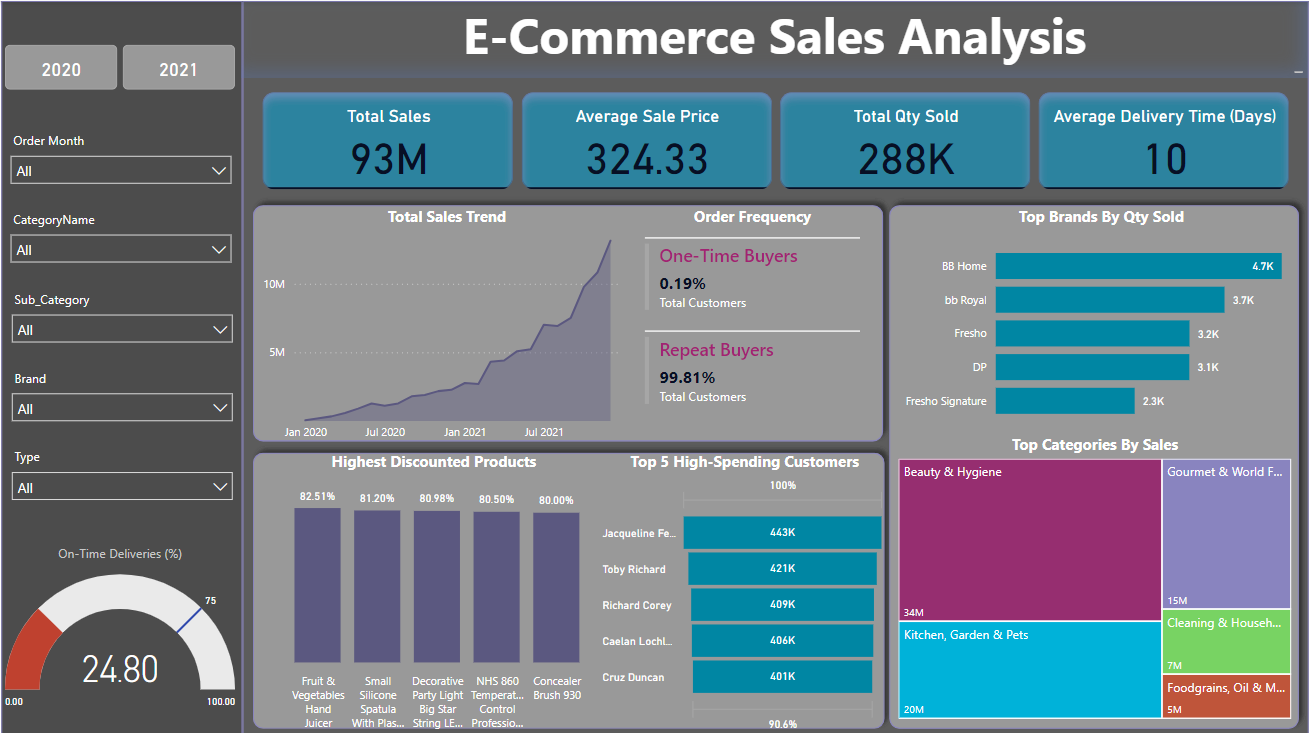 E-Commerce Sales Analysis
2020
2021
Order Month
All
CategoryName
All
Sub_Category
All
Brand
All
Type
All
On-Time Deliveries (%)
75
24.80
0.00
100.00
Total Sales
93M
Average Sale Price
324.33
Total Qty Sold
288K
Average Delivery Time (Days)
10
Total Sales Trend
10M
5M
Jan 2020
Jul 2020
Jan 2021
Jul 2021
Order Frequency
One-Time Buyers
0.19%
Total Customers
Repeat Buyers
99.81%
Total Customers
Top Brands By Qty Sold
BB Home
4.7K
bb Royal
3.7K
Fresho
3.2K
DP
3.1K
Fresho Signature
2.3K
Highest Discounted Products
82.51%
81.20%
80.98%
80.50%
80.00%
Fruit &
Vegetables
Hand
Juicer
Small
Silicone
Spatula
With Plas...
Decorative
Party Light
Big Star
String LE...
NHS 860
Temperat...
Control
Professio...
Concealer
Brush 930
Top 5 High-Spending Customers
100%
Jacqueline Fe...
443K
Toby Richard
421K
Richard Corey
409K
Caelan Lochl...
406K
Cruz Duncan
401K
90.6%
Top Categories By Sales
Beauty & Hygiene
34M
Kitchen, Garden & Pets
20M
Gourmet & World F...
15M
Cleaning & Househ...
7M
Foodgrains, Oil & M...
5M